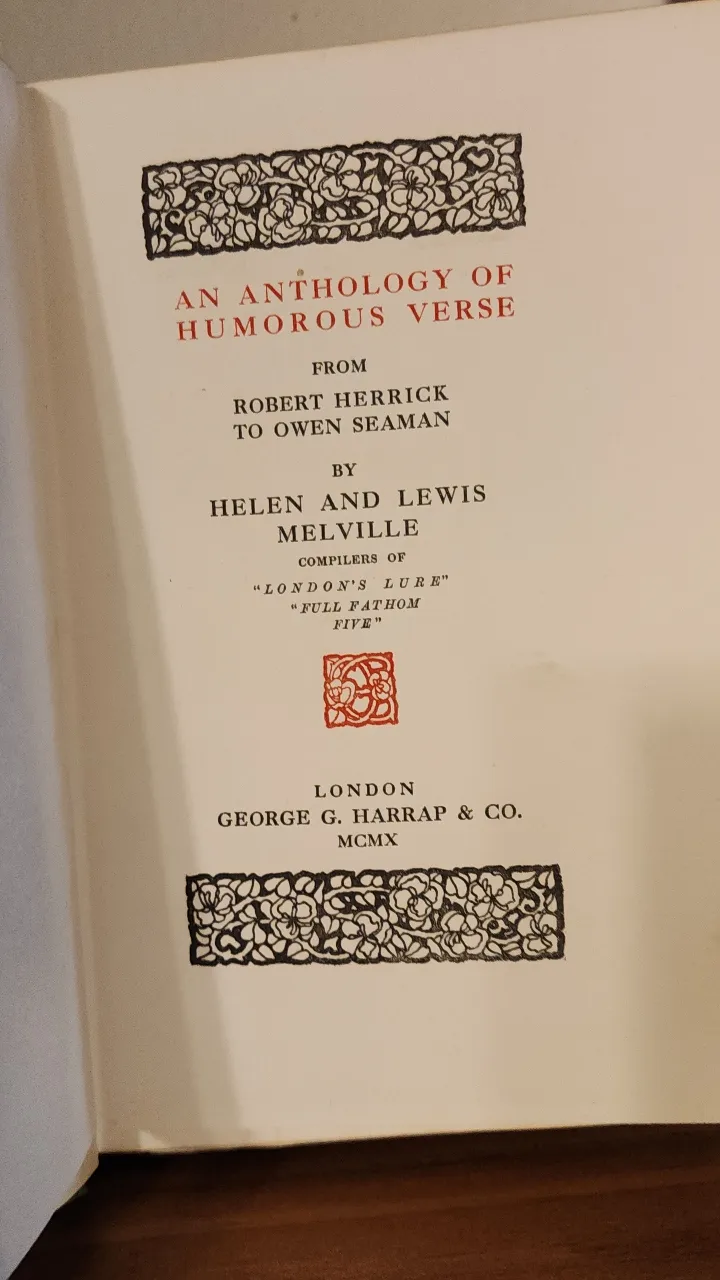 AN ANTHOLOGY OF
HUMOROUS VERSE
FROM
ROBERT HERRICK
TO OWEN SEAMAN
BY
HELEN AND LEWIS
MELVILLE
COMPILERS OF
"LONDON'S LURE"
"FULL FATHOM
FIVE"
LONDON
GEORGE G. HARRAP & CO.
MCMX